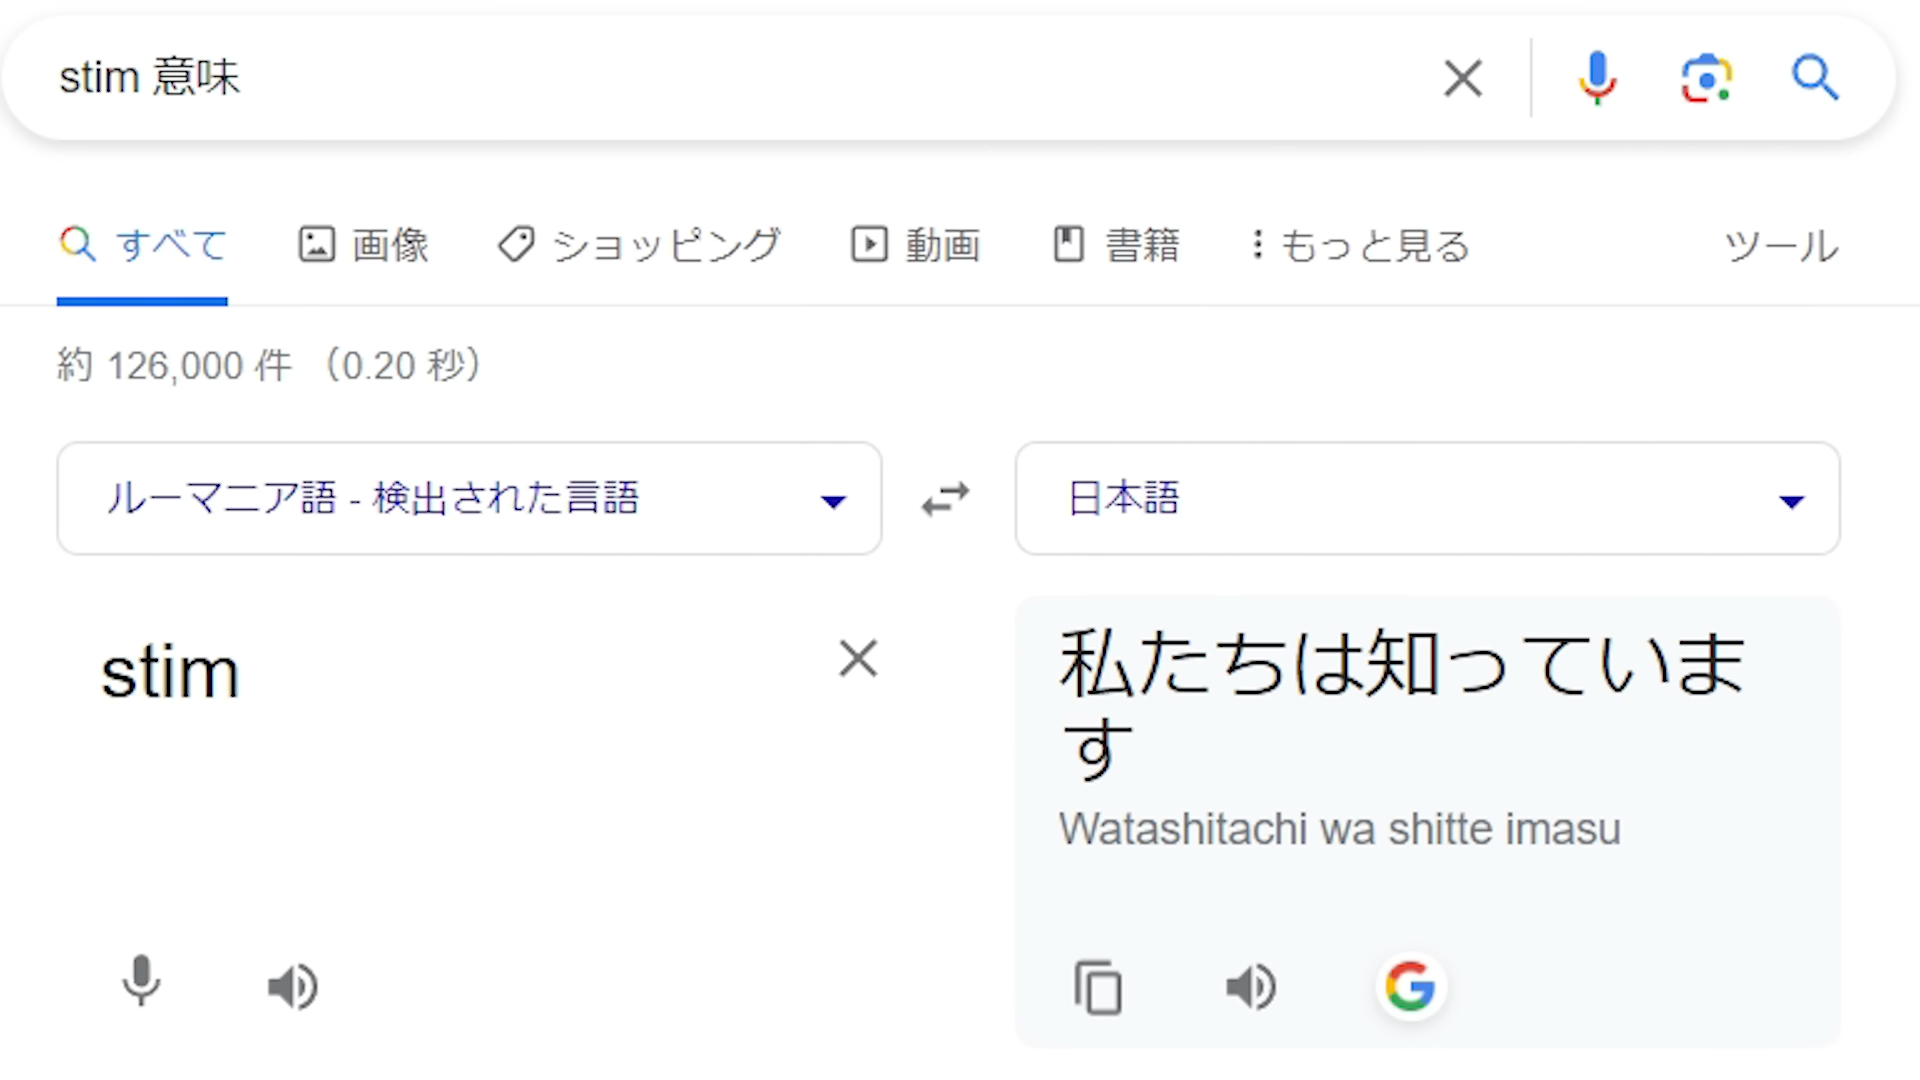 stim 意味
すべて 画像 ショッピング 動画 書籍 もっと見る ツール
約 126,000 件 （0.20 秒）
ルーマニア語 - 検出された言語 日本語
stim
私たちは知っていま
す
Watashitachi wa shitte imasu